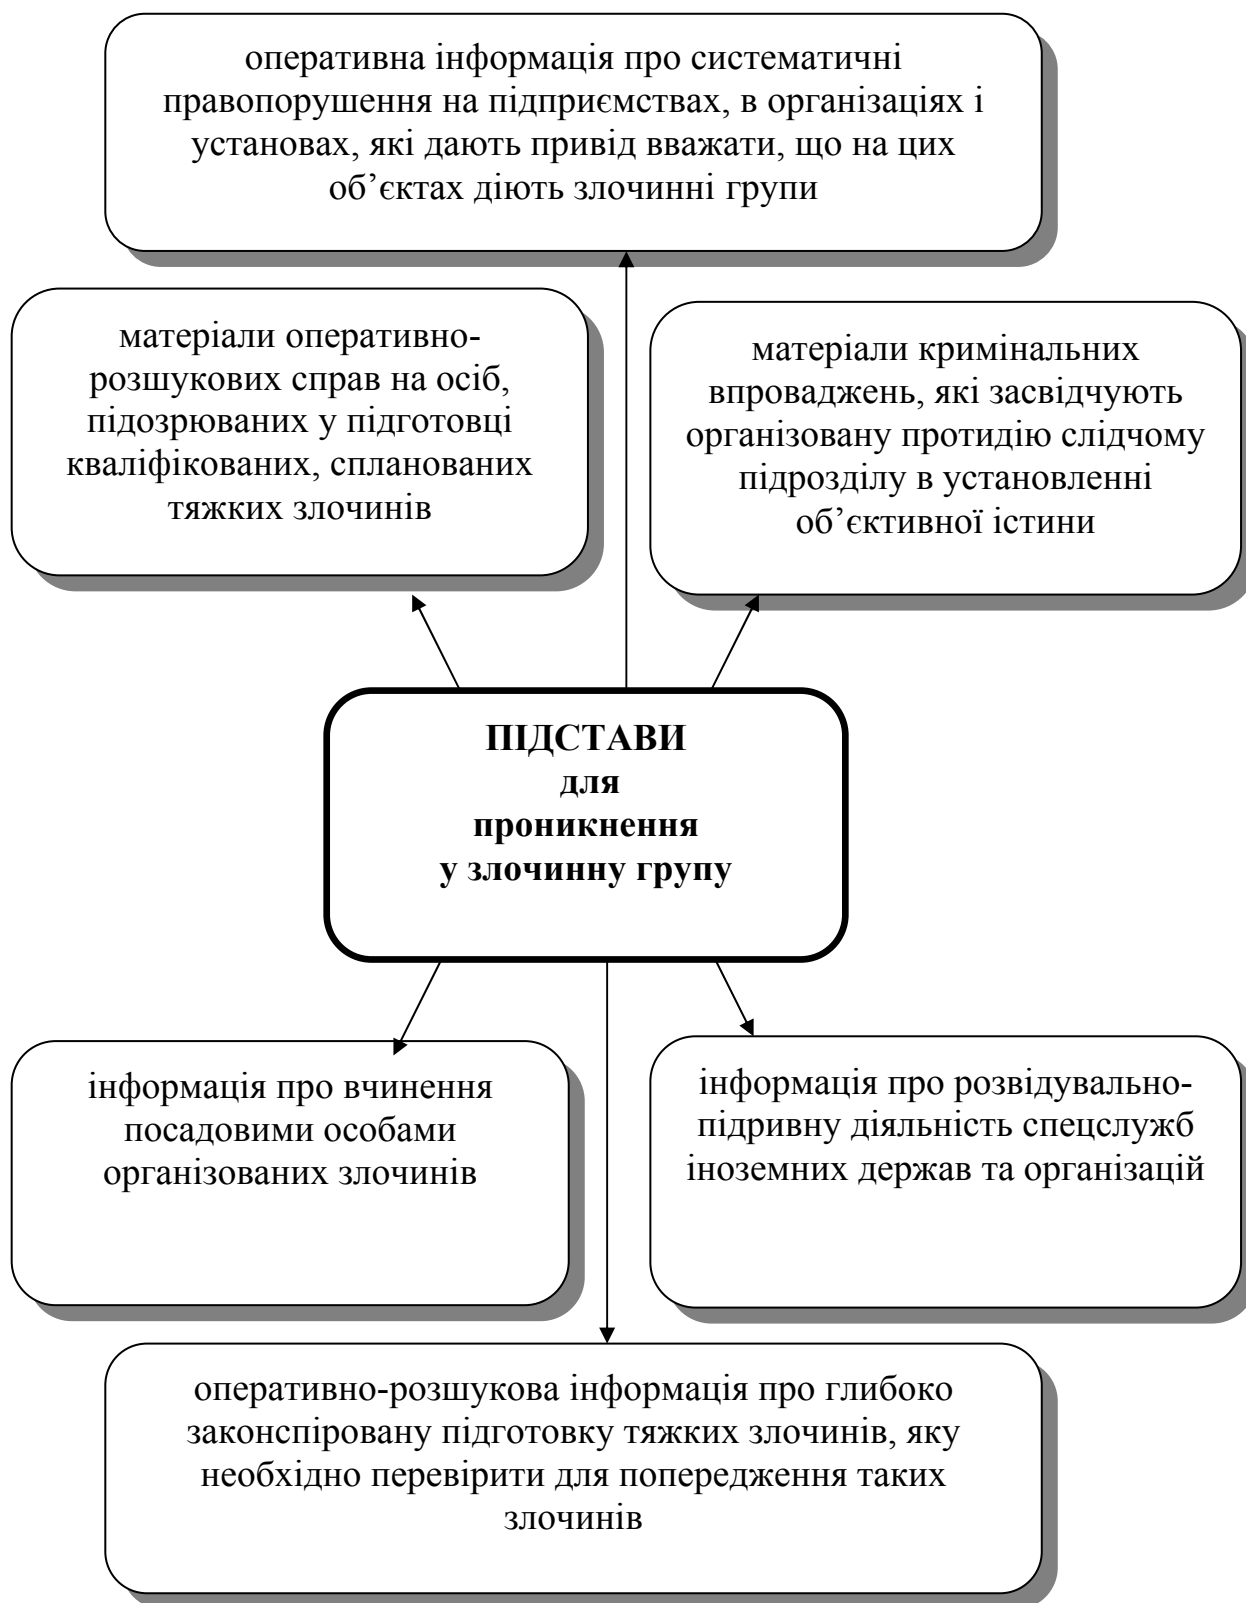 оперативна інформація про систематичні
правопорушення на підприємствах, в організаціях і
установах, які дають привід вважати, що на цих
об’єктах діють злочинні групи
матеріали оперативно-
розшукових справ на осіб,
підозрюваних у підготовці
кваліфікованих, спланованих
тяжких злочинів
матеріали кримінальних
впроваджень, які засвідчують
організовану протидію слідчому
підрозділу в установленні
об’єктивної істини
ПІДСТАВИ
для
проникнення
у злочинну групу
інформація про вчинення
посадовими особами
організованих злочинів
інформація про розвідувально-
підривну діяльність спецслужб
іноземних держав та організацій
оперативно-розшукова інформація про глибоко
законспіровану підготовку тяжких злочинів, яку
необхідно перевірити для попередження таких
злочинів